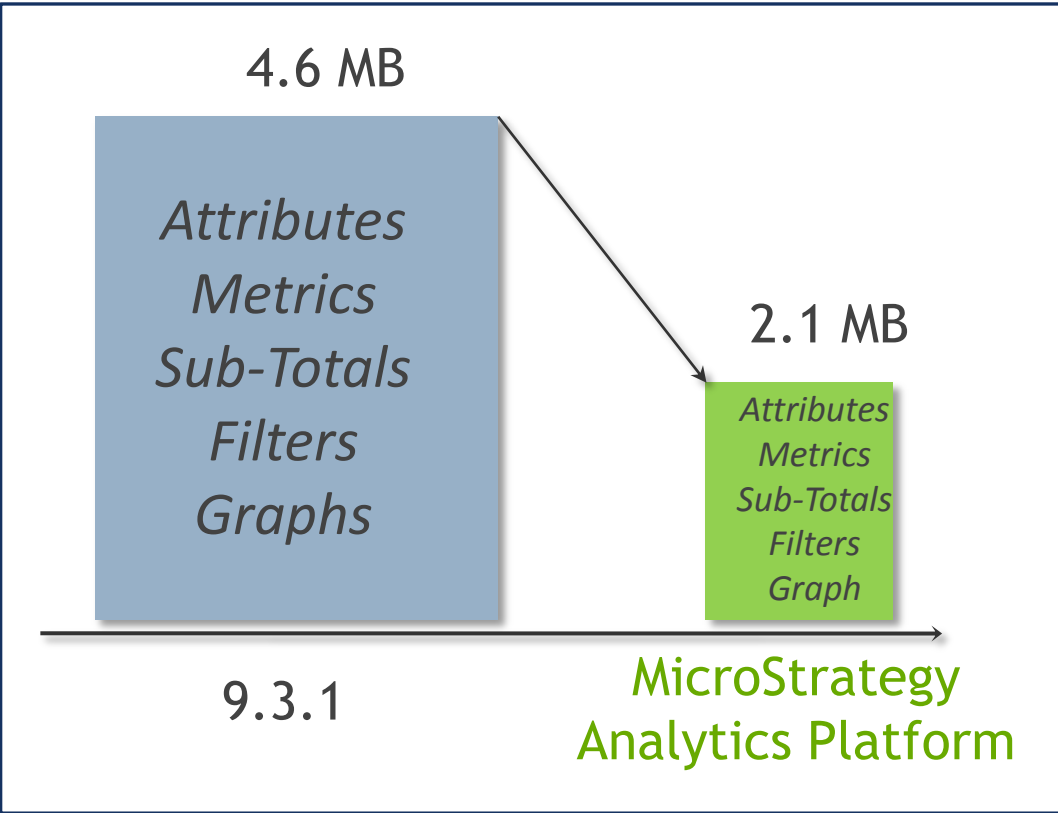 4.6 MB
Attributes
Metrics
Sub-Totals
Filters
Graphs
2.1 MB
Attributes
Metrics
Sub-Totals
Filters
Graph
9.3.1
MicroStrategy
Analytics Platform